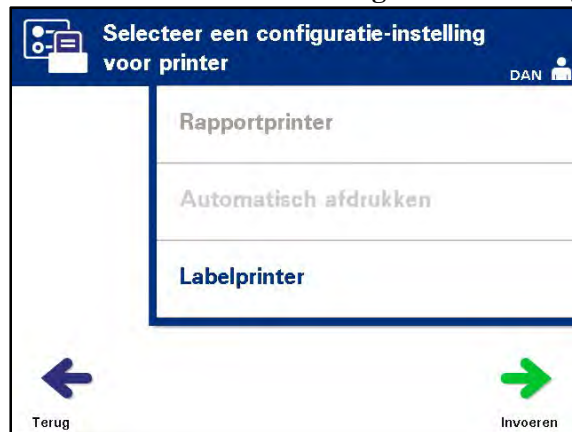 Selecteer een configuratie-instelling
voor printer
DAN
Rapportprinter
Automatisch afdrukken
Labelprinter
Terug
Invoeren